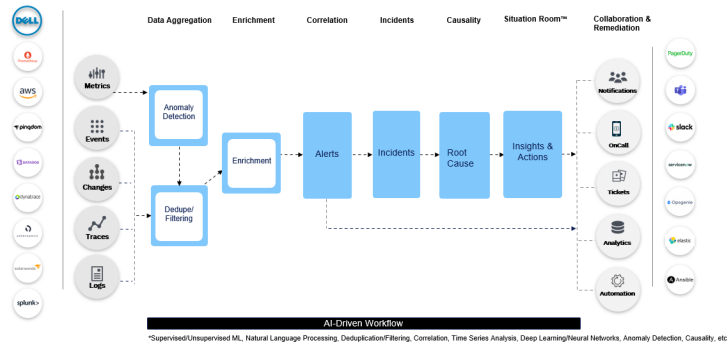 Data Aggregation
Enrichment
Correlation
Incidents
Causality
Situation Room™
Collaboration &
Remediation
DELL
Prometheus
aws
pingdom
DATADOG
dynatrace
solarwinds
splunk>
Metrics
Events
Changes
Traces
Logs
Anomaly
Detection
Dedupe/
Filtering
Enrichment
Alerts
Incidents
Root
Cause
Insights &
Actions
Notifications
OnCall
Tickets
Analytics
Automation
PagerDuty
slack
servicenow
Opsgenie
elastic
Ansible
AI-Driven Workflow
*Supervised/Unsupervised ML, Natural Language Processing, Deduplication/Filtering, Correlation, Time Series Analysis, Deep Learning/Neural Networks, Anomaly Detection, Causality, etc